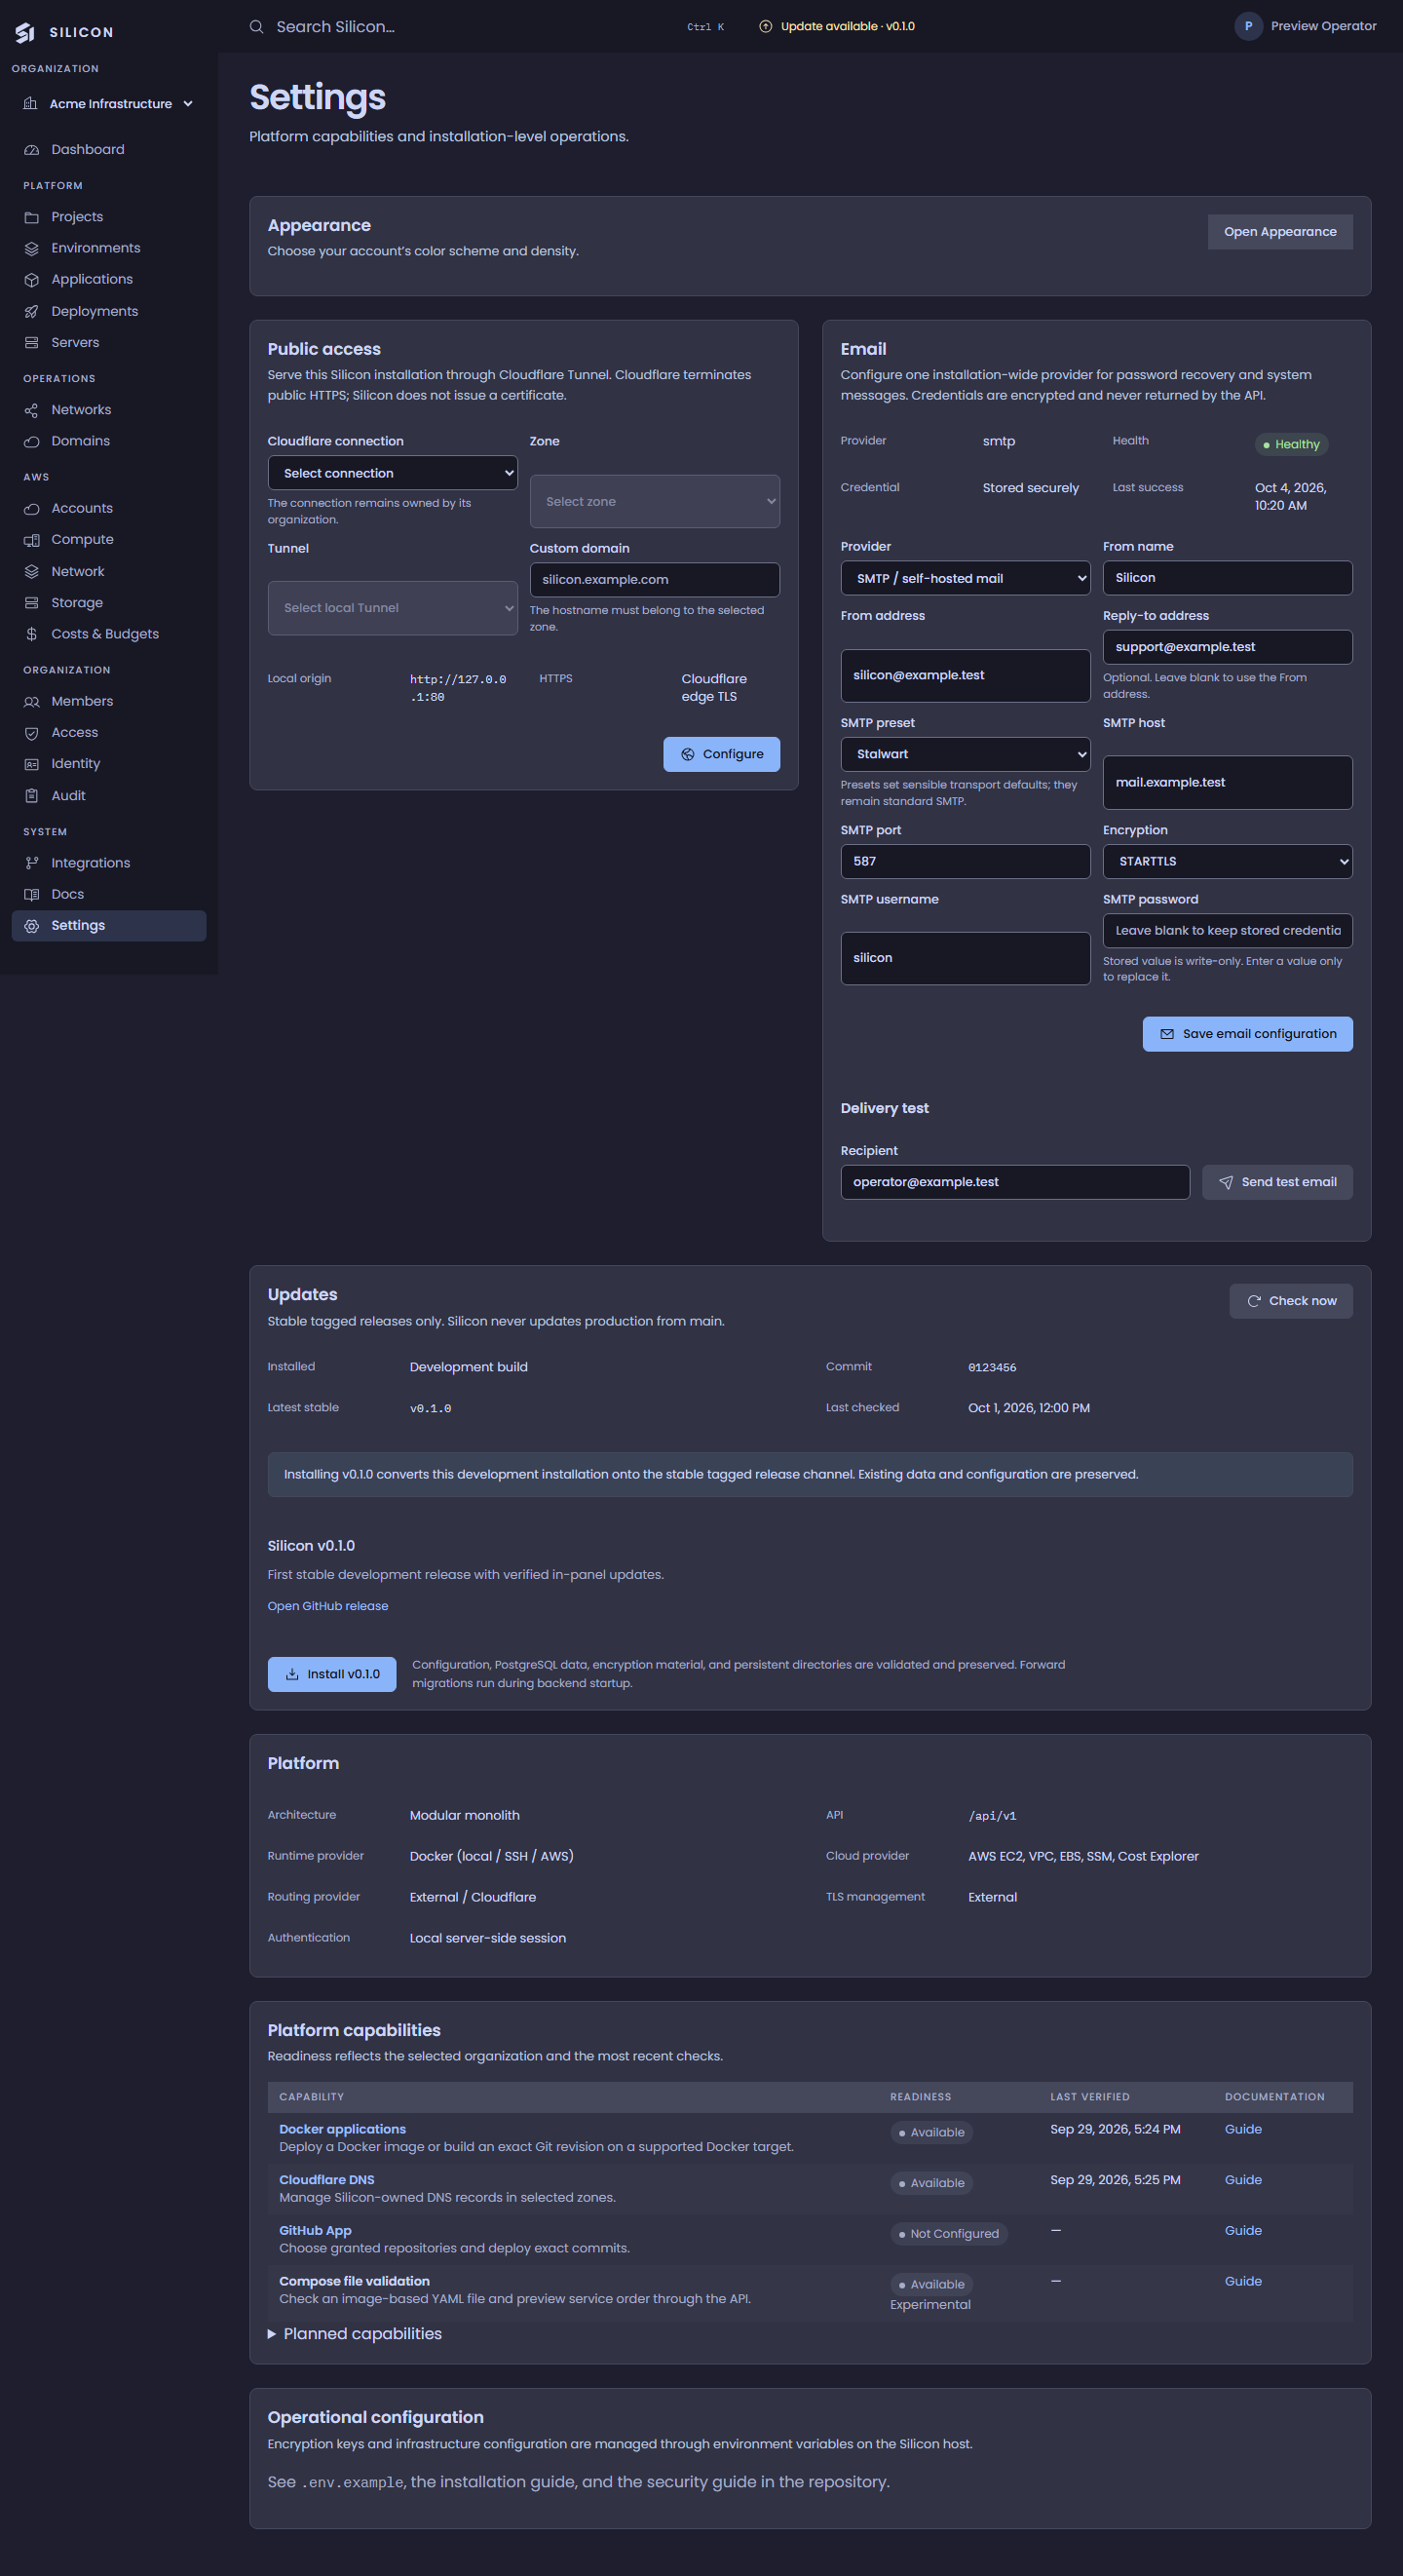 SILICON
Search Silicon...
Ctrl K
Update available · v0.1.0
P
Preview Operator
ORGANIZATION
Acme Infrastructure
Dashboard
PLATFORM
Projects
Environments
Applications
Deployments
Servers
OPERATIONS
Networks
Domains
AWS
Accounts
Compute
Network
Storage
Costs & Budgets
ORGANIZATION
Members
Access
Identity
Audit
SYSTEM
Integrations
Docs
Settings
Settings
Platform capabilities and installation-level operations.
Appearance
Choose your account’s color scheme and density.
Open Appearance
Public access
Serve this Silicon installation through Cloudflare Tunnel. Cloudflare terminates
public HTTPS; Silicon does not issue a certificate.
Cloudflare connection
Zone
Select connection
Select zone
The connection remains owned by its
organization.
Tunnel
Custom domain
Select local Tunnel
silicon.example.com
The hostname must belong to the selected
zone.
Local origin
http://127.0.0
.1:80
HTTPS
Cloudflare
edge TLS
Configure
Email
Configure one installation-wide provider for password recovery and system
messages. Credentials are encrypted and never returned by the API.
Provider
smtp
Health
Healthy
Credential
Stored securely
Last success
Oct 4, 2026,
10:20 AM
Provider
From name
SMTP / self-hosted mail
Silicon
From address
Reply-to address
silicon@example.test
support@example.test
Optional. Leave blank to use the From
address.
SMTP preset
SMTP host
Stalwart
mail.example.test
Presets set sensible transport defaults; they
remain standard SMTP.
SMTP port
Encryption
587
STARTTLS
SMTP username
SMTP password
silicon
Leave blank to keep stored credentia
Stored value is write-only. Enter a value only
to replace it.
Save email configuration
Delivery test
Recipient
operator@example.test
Send test email
Updates
Stable tagged releases only. Silicon never updates production from main.
Check now
Installed
Development build
Commit
0123456
Latest stable
v0.1.0
Last checked
Oct 1, 2026, 12:00 PM
Installing v0.1.0 converts this development installation onto the stable tagged release channel. Existing data and configuration are preserved.
Silicon v0.1.0
First stable development release with verified in-panel updates.
Open GitHub release
Install v0.1.0
Configuration, PostgreSQL data, encryption material, and persistent directories are validated and preserved. Forward
migrations run during backend startup.
Platform
Architecture
Modular monolith
API
/api/v1
Runtime provider
Docker (local / SSH / AWS)
Cloud provider
AWS EC2, VPC, EBS, SSM, Cost Explorer
Routing provider
External / Cloudflare
TLS management
External
Authentication
Local server-side session
Platform capabilities
Readiness reflects the selected organization and the most recent checks.
CAPABILITY
READINESS
LAST VERIFIED
DOCUMENTATION
Docker applications
Deploy a Docker image or build an exact Git revision on a supported Docker target.
Available
Sep 29, 2026, 5:24 PM
Guide
Cloudflare DNS
Manage Silicon-owned DNS records in selected zones.
Available
Sep 29, 2026, 5:25 PM
Guide
GitHub App
Choose granted repositories and deploy exact commits.
Not Configured
—
Guide
Compose file validation
Check an image-based YAML file and preview service order through the API.
Available
Experimental
—
Guide
Planned capabilities
Operational configuration
Encryption keys and infrastructure configuration are managed through environment variables on the Silicon host.
See .env.example, the installation guide, and the security guide in the repository.